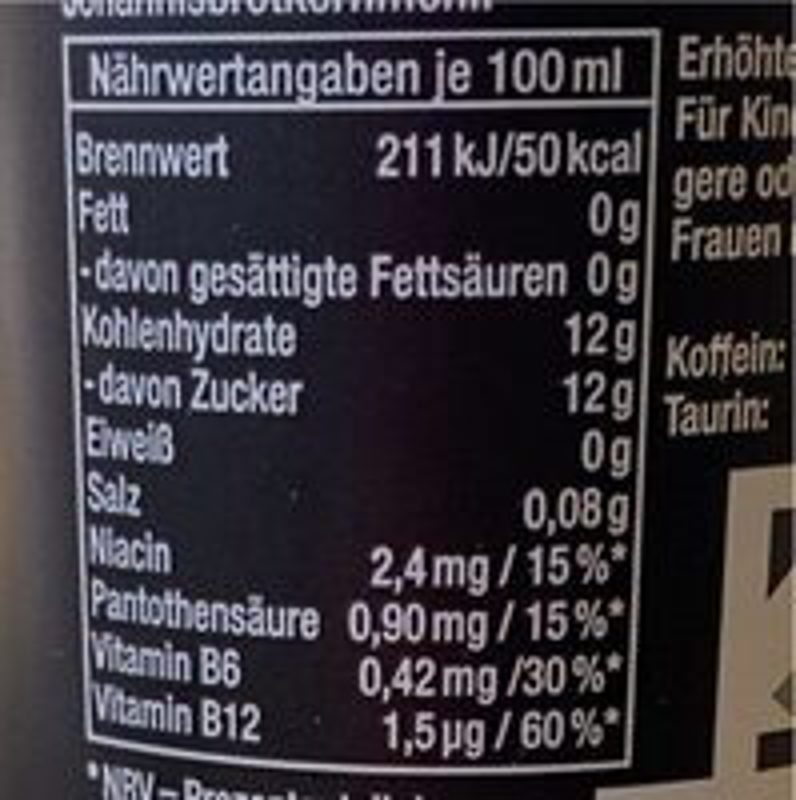 Nährwertangaben je 100 ml
Brennwert 211 kJ/50 kcal
Fett 0 g
- davon gesättigte Fettsäuren 0 g
Kohlenhydrate 12 g
- davon Zucker 12 g
Eiweiß 0 g
Salz 0,08 g
Niacin 2,4 mg / 15 %*
Pantothensäure 0,90 mg / 15 %*
Vitamin B6 0,42 mg /30 %*
Vitamin B12 1,5 µg / 60 %*
*NRV –
Erhöhte
Für Kin
gere od
Frauen
Koffein:
Taurin: